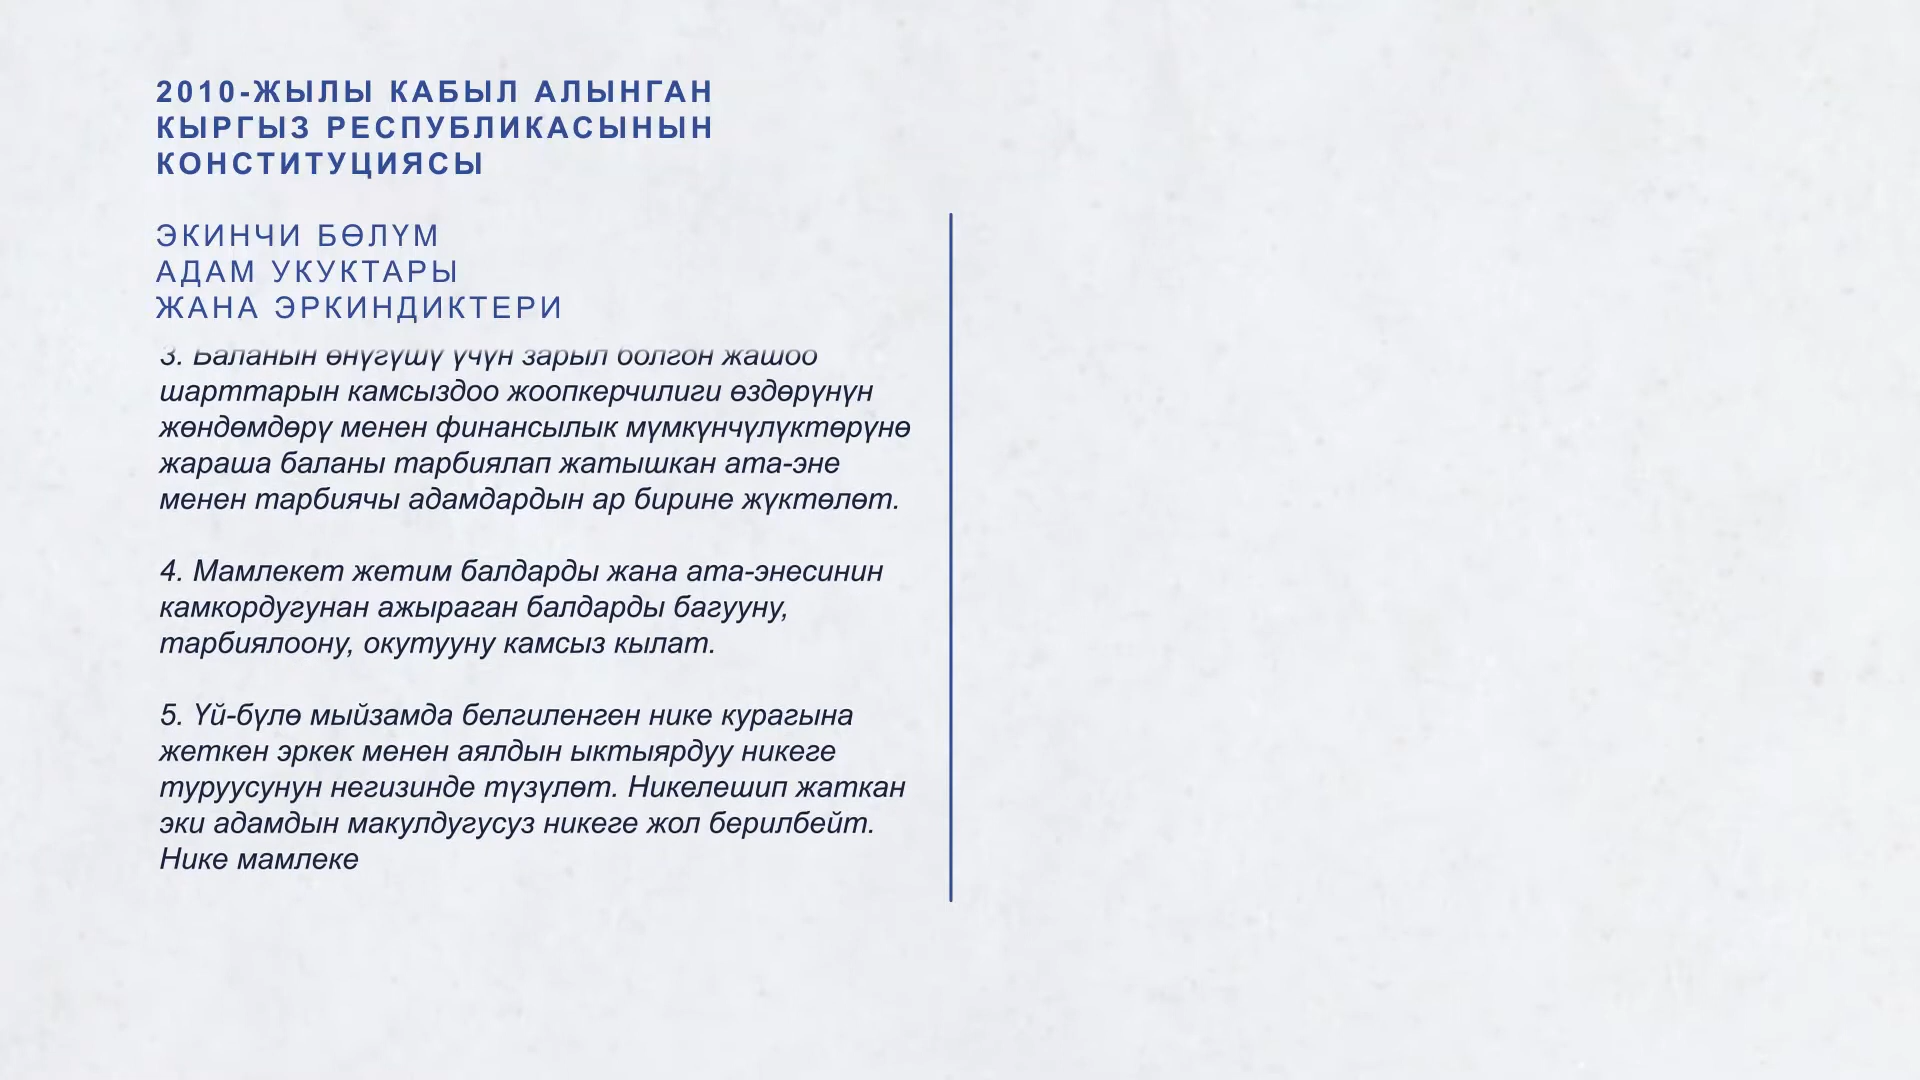 2010-ЖЫЛЫ КАБЫЛ АЛЫНГАН
КЫРГЫЗ РЕСПУБЛИКАСЫНЫН
КОНСТИТУЦИЯСЫ
ЭКИНЧИ БӨЛҮМ
АДАМ УКУКТАРЫ
ЖАНА ЭРКИНДИКТЕРИ
3. Баланын өнүгүшү үчүн зарыл болгон жашоо
шарттарын камсыздоо жоопкерчилиги өздөрүнүн
жөндөмдөрү менен финансылык мүмкүнчүлүктөрүнө
жараша баланы тарбиялап жатышкан ата-эне
менен тарбиячы адамдардын ар бирине жүктөлөт.
4. Мамлекет жетим балдарды жана ата-энесинин
камкордугунан ажыраган балдарды багууну,
тарбиялоону, окутууну камсыз кылат.
5. Үй-бүлө мыйзамда белгиленген нике курагына
жеткен эркек менен аялдын ыктыярдуу никеге
туруусунун негизинде түзүлөт. Никелешип жаткан
эки адамдын макулдугусуз никеге жол берилбейт.
Нике мамлеке